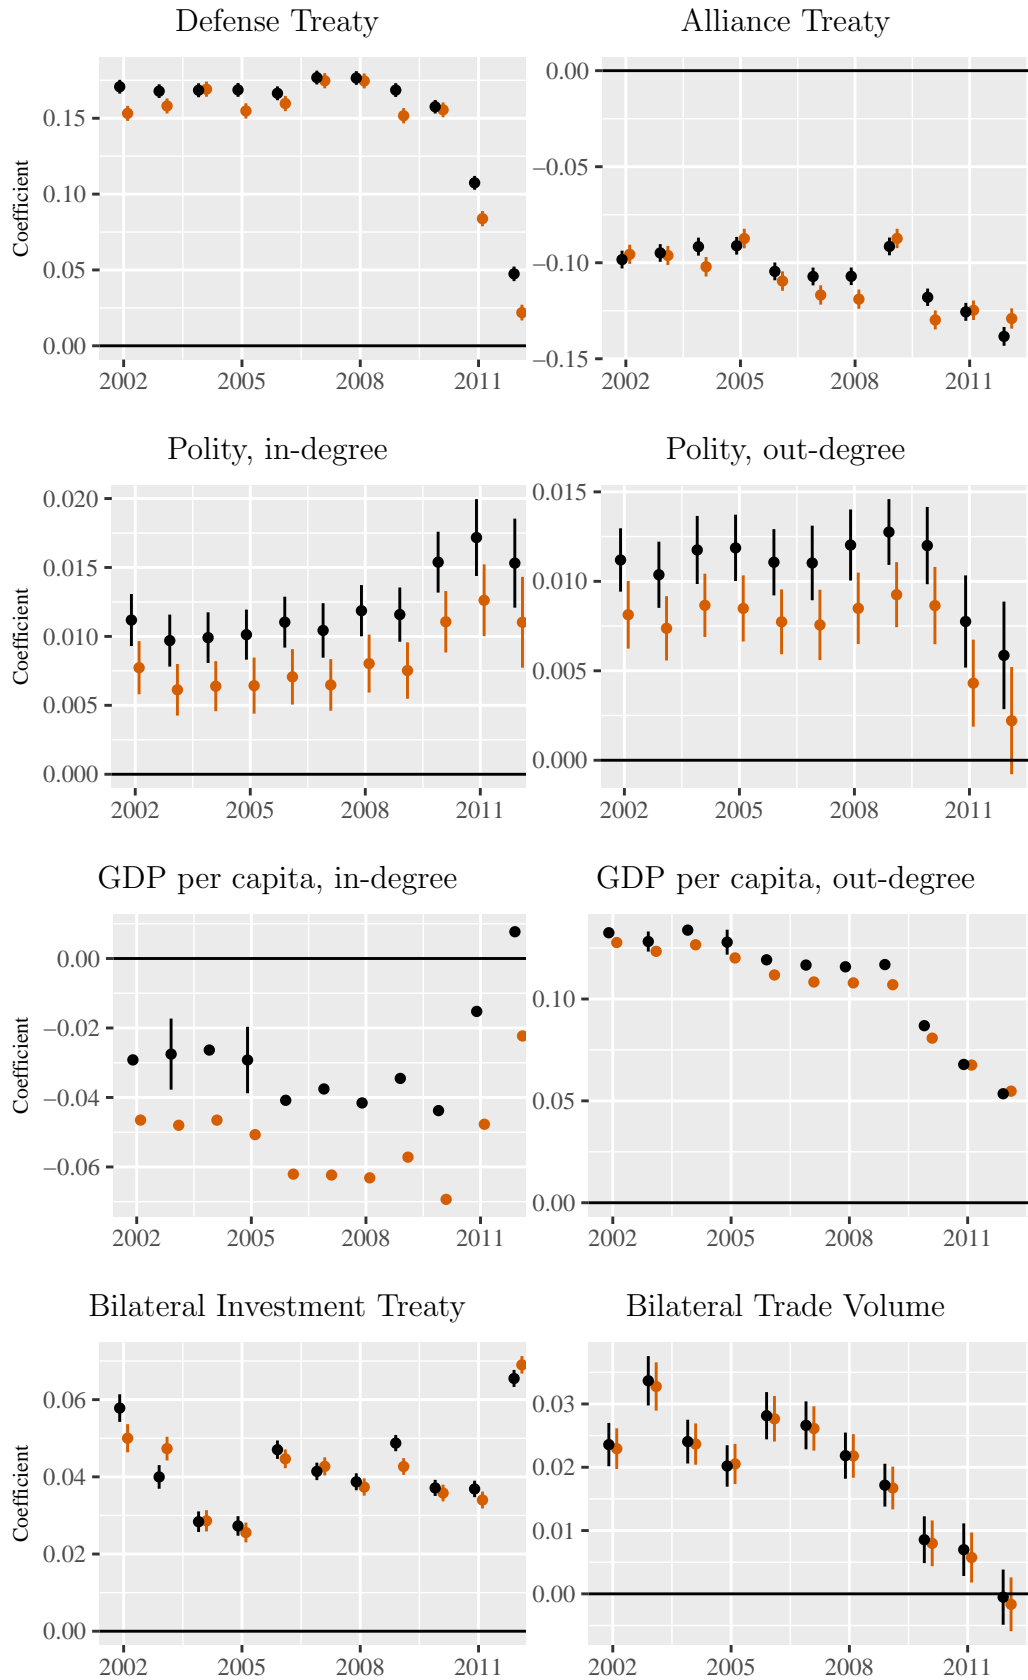 Defense Treaty
Alliance Treaty
Coefficient
0.15
0.10
0.05
0.00
2002 2005 2008 2011
0.00
−0.05
−0.10
−0.15
2002 2005 2008 2011
Polity, in-degree
Polity, out-degree
Coefficient
0.020
0.015
0.010
0.005
0.000
2002 2005 2008 2011
0.015
0.010
0.005
0.000
2002 2005 2008 2011
GDP per capita, in-degree
GDP per capita, out-degree
Coefficient
0.00
−0.02
−0.04
−0.06
2002 2005 2008 2011
0.10
0.05
0.00
2002 2005 2008 2011
Bilateral Investment Treaty
Bilateral Trade Volume
Coefficient
0.06
0.04
0.02
0.00
2002 2005 2008 2011
0.03
0.02
0.01
0.00
2002 2005 2008 2011